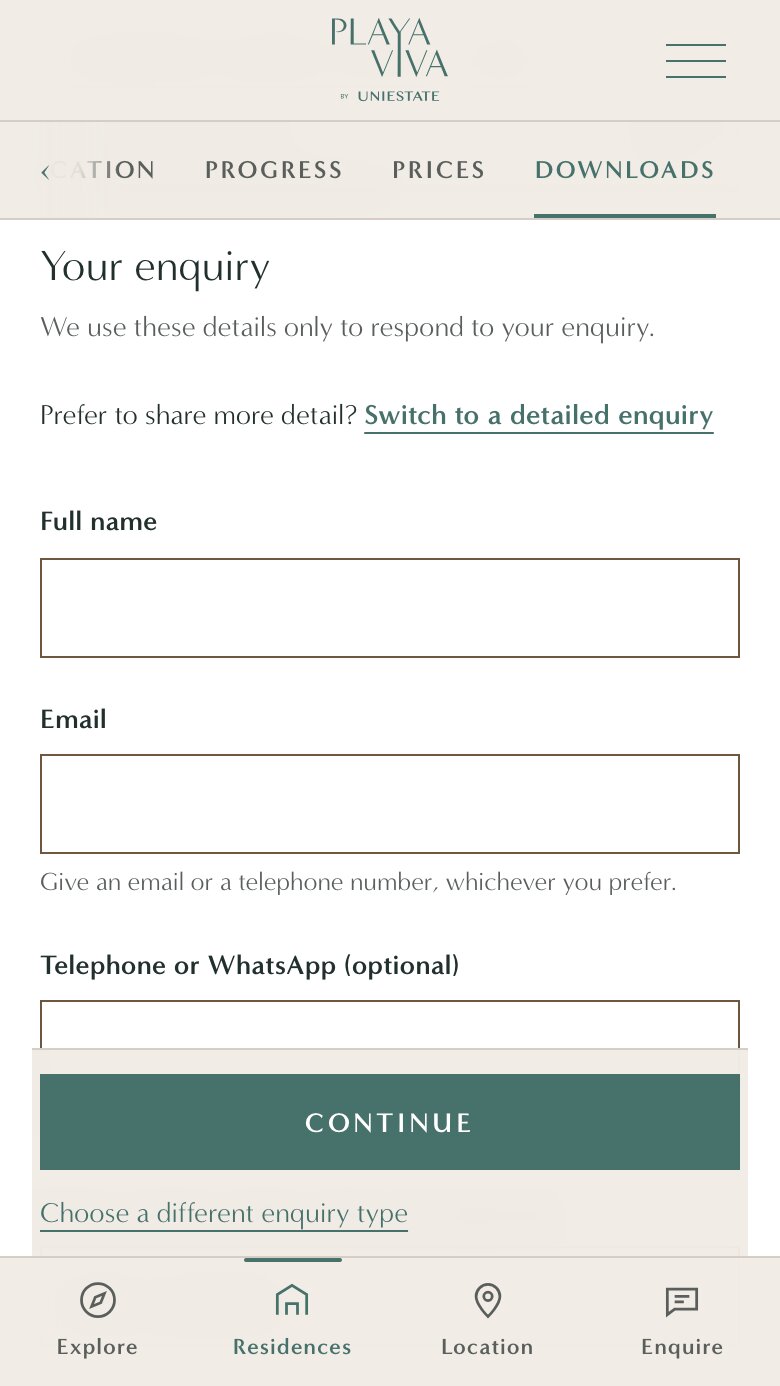 PLAYA
VIVA
BY UNIESTATE
‹ CATION PROGRESS PRICES DOWNLOADS
Your enquiry
We use these details only to respond to your enquiry.
Prefer to share more detail? Switch to a detailed enquiry
Full name
Email
Give an email or a telephone number, whichever you prefer.
Telephone or WhatsApp (optional)
CONTINUE
Choose a different enquiry type
Explore Residences Location Enquire